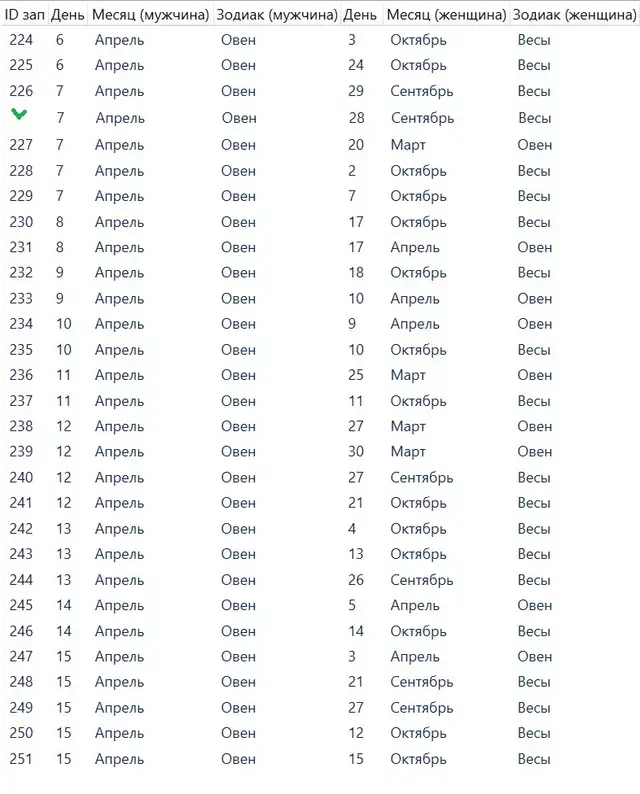 ID зап День Месяц (мужчина) Зодиак (мужчина) День Месяц (женщина) Зодиак (женщина)
224 6 Апрель Овен 3 Октябрь Весы
225 6 Апрель Овен 24 Октябрь Весы
226 7 Апрель Овен 29 Сентябрь Весы
7 Апрель Овен 28 Сентябрь Весы
227 7 Апрель Овен 20 Март Овен
228 7 Апрель Овен 2 Октябрь Весы
229 7 Апрель Овен 7 Октябрь Весы
230 8 Апрель Овен 17 Октябрь Весы
231 8 Апрель Овен 17 Апрель Овен
232 9 Апрель Овен 18 Октябрь Весы
233 9 Апрель Овен 10 Апрель Овен
234 10 Апрель Овен 9 Апрель Овен
235 10 Апрель Овен 10 Октябрь Весы
236 11 Апрель Овен 25 Март Овен
237 11 Апрель Овен 11 Октябрь Весы
238 12 Апрель Овен 27 Март Овен
239 12 Апрель Овен 30 Март Овен
240 12 Апрель Овен 27 Сентябрь Весы
241 12 Апрель Овен 21 Октябрь Весы
242 13 Апрель Овен 4 Октябрь Весы
243 13 Апрель Овен 13 Октябрь Весы
244 13 Апрель Овен 26 Сентябрь Весы
245 14 Апрель Овен 5 Апрель Овен
246 14 Апрель Овен 14 Октябрь Весы
247 15 Апрель Овен 3 Апрель Овен
248 15 Апрель Овен 21 Сентябрь Весы
249 15 Апрель Овен 27 Сентябрь Весы
250 15 Апрель Овен 12 Октябрь Весы
251 15 Апрель Овен 15 Октябрь Весы